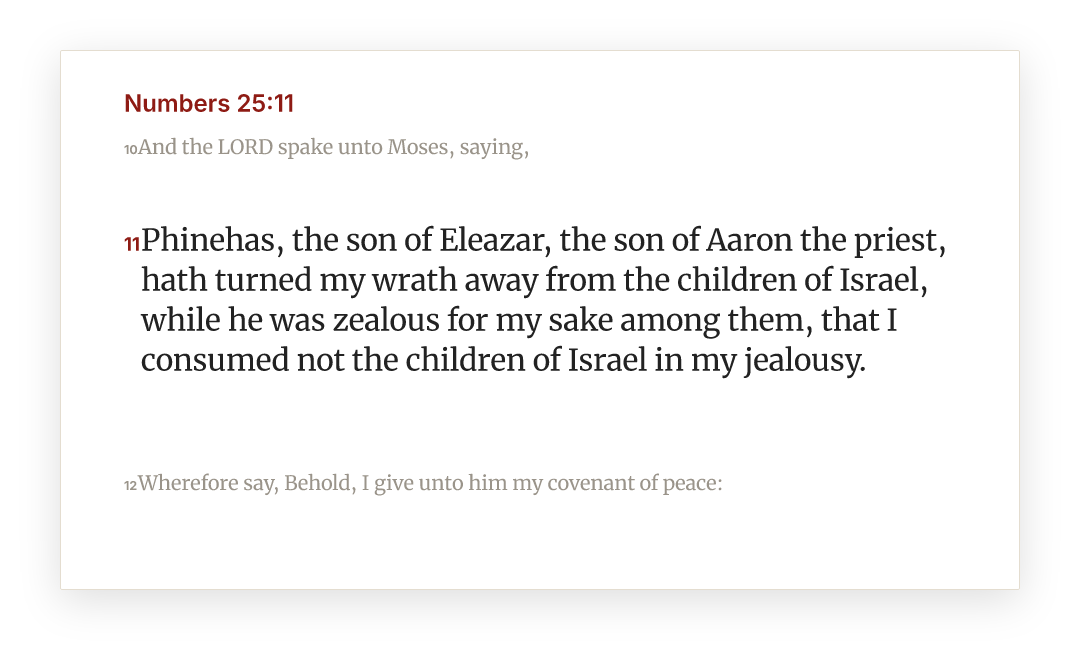 Numbers 25:11
10And the LORD spake unto Moses, saying,
11Phinehas, the son of Eleazar, the son of Aaron the priest,
hath turned my wrath away from the children of Israel,
while he was zealous for my sake among them, that I
consumed not the children of Israel in my jealousy.
12Wherefore say, Behold, I give unto him my covenant of peace: